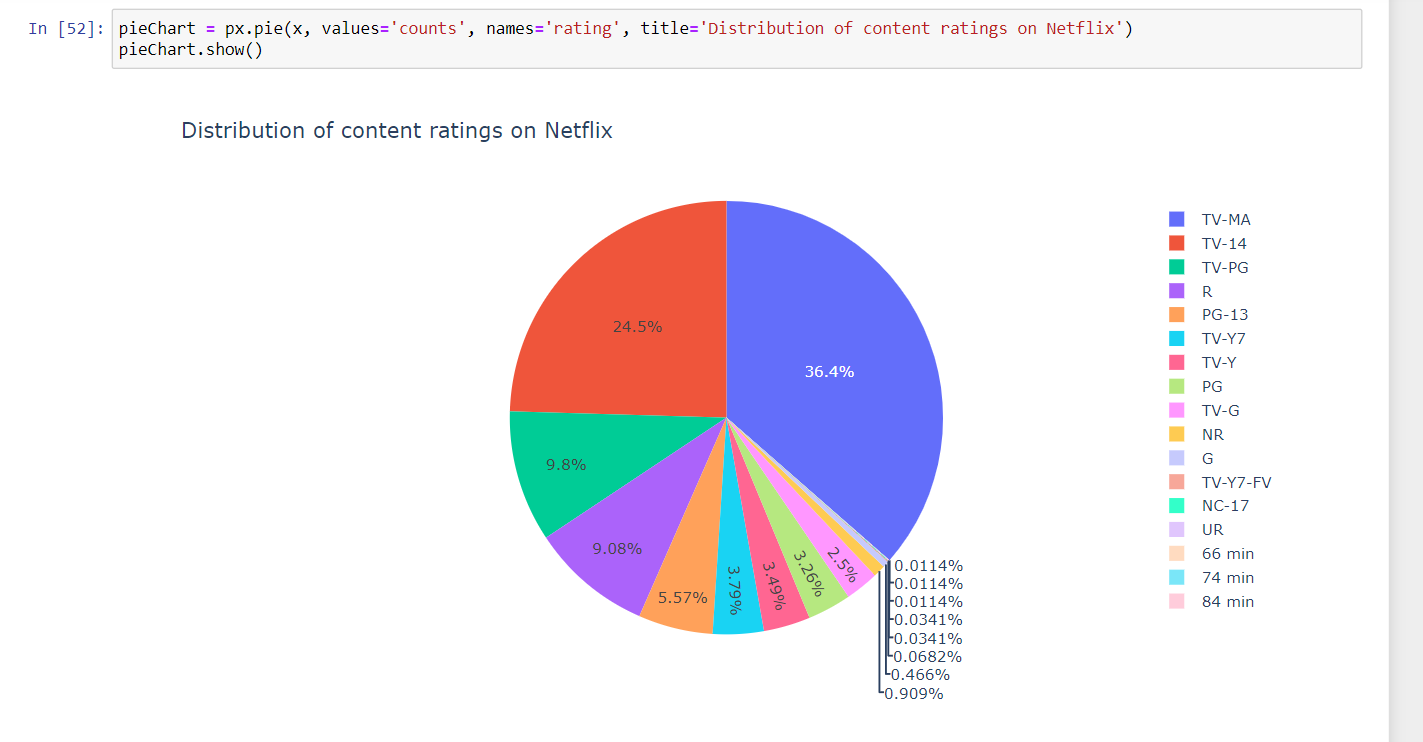 In [52]: pieChart = px.pie(x, values='counts', names='rating', title='Distribution of content ratings on Netflix')
pieChart.show()
Distribution of content ratings on Netflix
36.4%
24.5%
9.8%
9.08%
5.57%
3.79%
3.49%
3.26%
2.5%
0.0114%
0.0114%
0.0114%
0.0341%
0.0341%
0.0682%
0.466%
0.909%
TV-MA
TV-14
TV-PG
R
PG-13
TV-Y7
TV-Y
PG
TV-G
NR
G
TV-Y7-FV
NC-17
UR
66 min
74 min
84 min